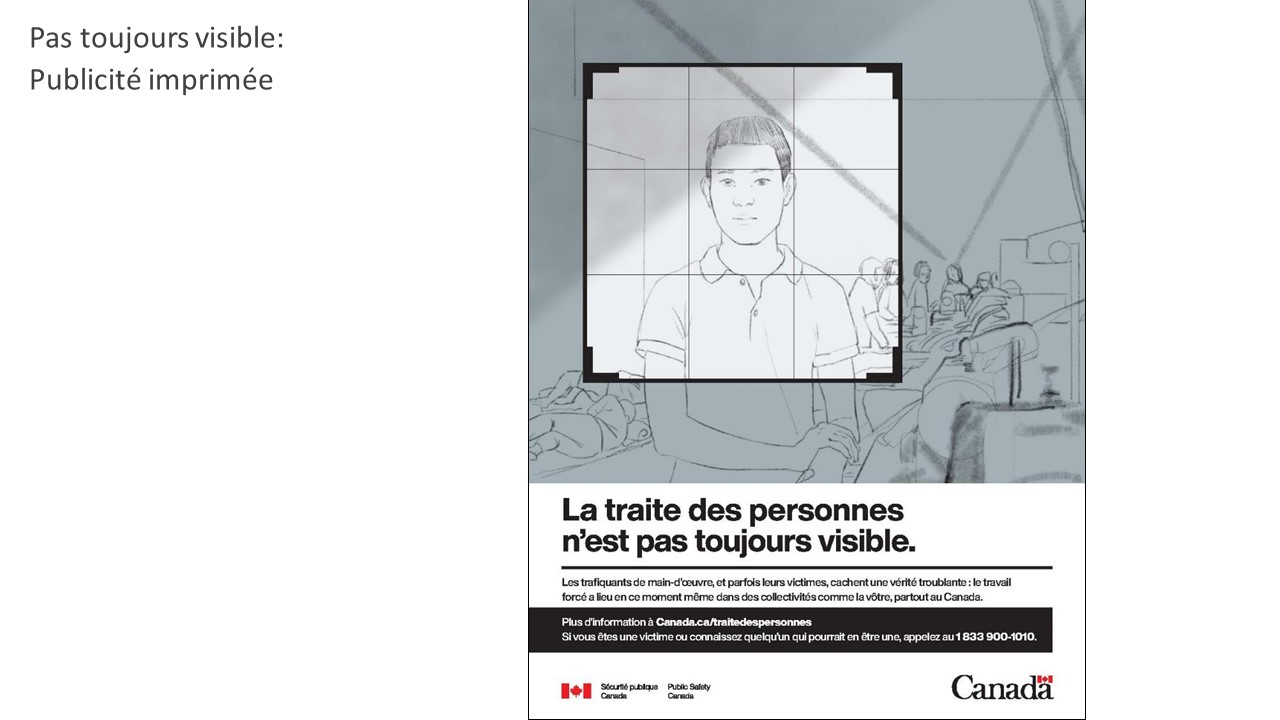 Pas toujours visible:
Publicité imprimée
La traite des personnes
n'est pas toujours visible.
Les trafiquants de main-d'œuvre, et parfois leurs victimes, cachent une vérité troublante : le travail
forcé a lieu en ce moment même dans des collectivités comme la vôtre, partout au Canada.
Plus d'information à Canada.ca/traitedespersonnes
Si vous êtes une victime ou connaissez quelqu'un qui pourrait en être une, appelez au 1 833 900-1010.
Sécurité publique Public Safety
Canada Canada
Canada